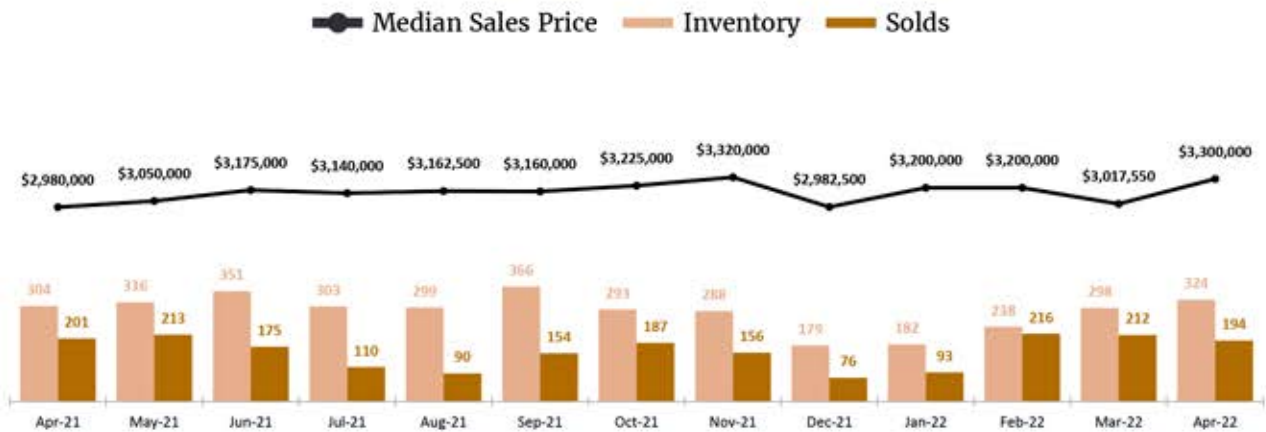 Median Sales Price Inventory Solds
$2,980,000 $3,050,000 $3,175,000 $3,140,000 $3,162,500 $3,160,000 $3,225,000 $3,320,000 $2,982,500 $3,200,000 $3,200,000 $3,017,550 $3,300,000
304 336 351 303 299 366 293 288 179 182 238 298 324
201 213 175 110 90 154 187 156 76 93 216 212 194
Apr-21 May-21 Jun-21 Jul-21 Aug-21 Sep-21 Oct-21 Nov-21 Dec-21 Jan-22 Feb-22 Mar-22 Apr-22